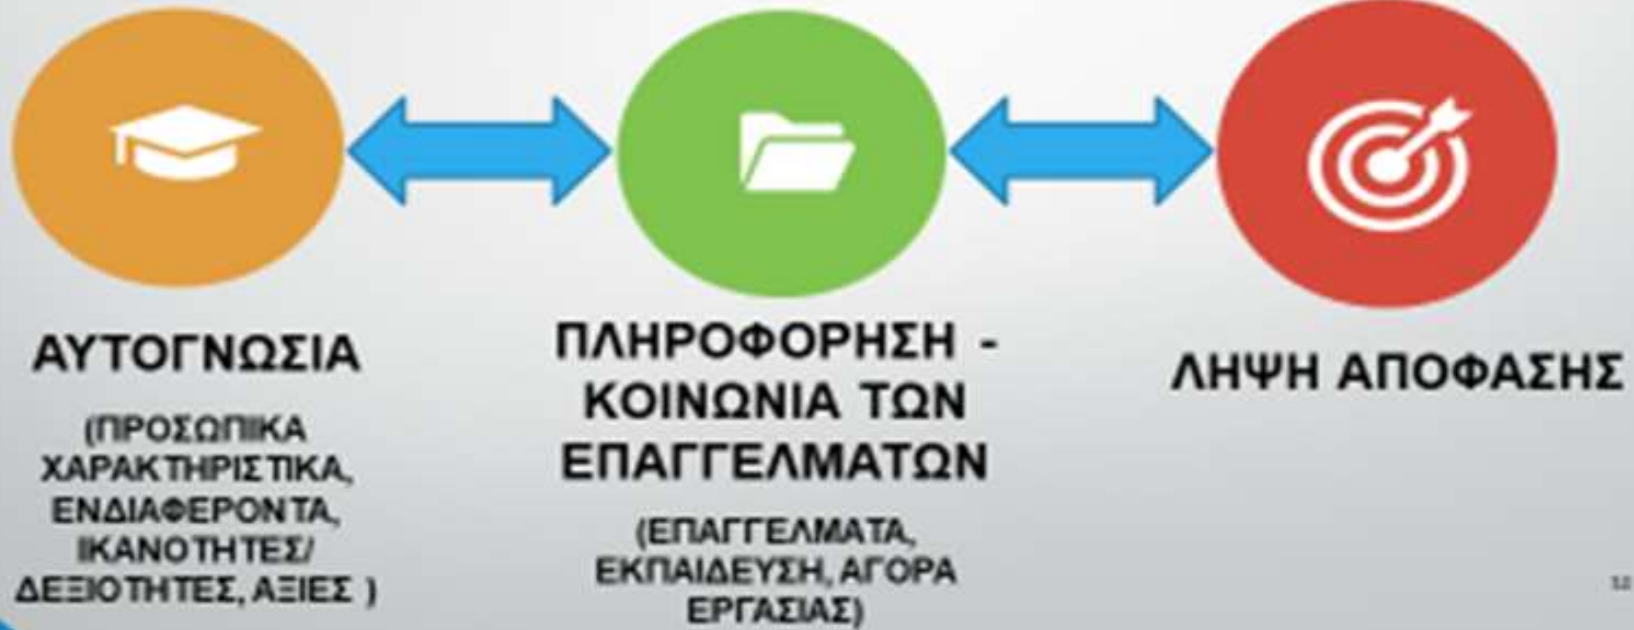 ΑΥΤΟΓΝΩΣΙΑ
(ΠΡΟΣΩΠΙΚΑ
ΧΑΡΑΚΤΗΡΙΣΤΙΚΑ,
ΕΝΔΙΑΦΕΡΟΝΤΑ,
ΙΚΑΝΟΤΗΤΕΣ/
ΔΕΞΙΟΤΗΤΕΣ, ΑΞΙΕΣ )
ΠΛΗΡΟΦΟΡΗΣΗ -
ΚΟΙΝΩΝΙΑ ΤΩΝ
ΕΠΑΓΓΕΛΜΑΤΩΝ
(ΕΠΑΓΓΕΛΜΑΤΑ,
ΕΚΠΑΙΔΕΥΣΗ, ΑΓΟΡΑ
ΕΡΓΑΣΙΑΣ)
ΛΗΨΗ ΑΠΟΦΑΣΗΣ